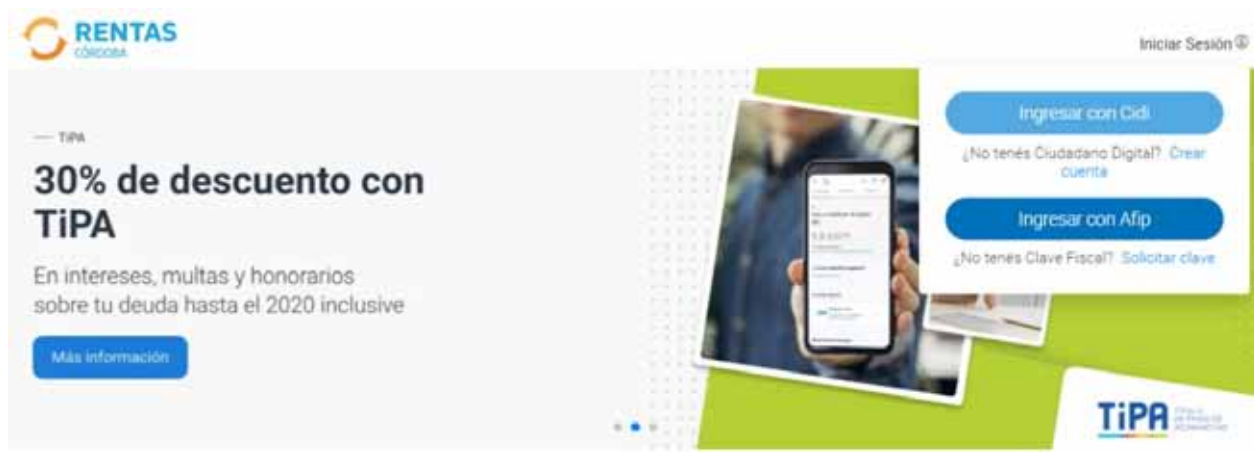 RENTAS
CÓRDOBA
Iniciar Sesión
TiPA
30% de descuento con
TiPA
En intereses, multas y honorarios
sobre tu deuda hasta el 2020 inclusive
Más información
Ingresar con Cidi
¿No tenés Ciudadano Digital? Crear
cuenta
Ingresar con Afip
¿No tenés Clave Fiscal? Solicitar clave
TiPA